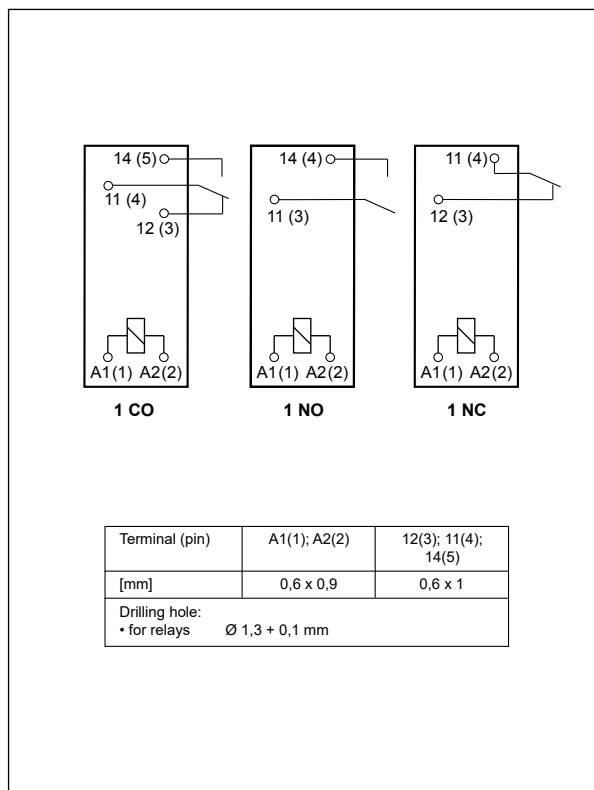 14 (5)
11 (4)
12 (3)
A1(1) A2(2)
1 CO
14 (4)
11 (3)
A1(1) A2(2)
1 NO
11 (4)
12 (3)
A1(1) A2(2)
1 NC
Terminal (pin) A1(1); A2(2) 12(3); 11(4);
14(5)
[mm] 0,6 x 0,9 0,6 x 1
Drilling hole:
• for relays Ø 1,3 + 0,1 mm